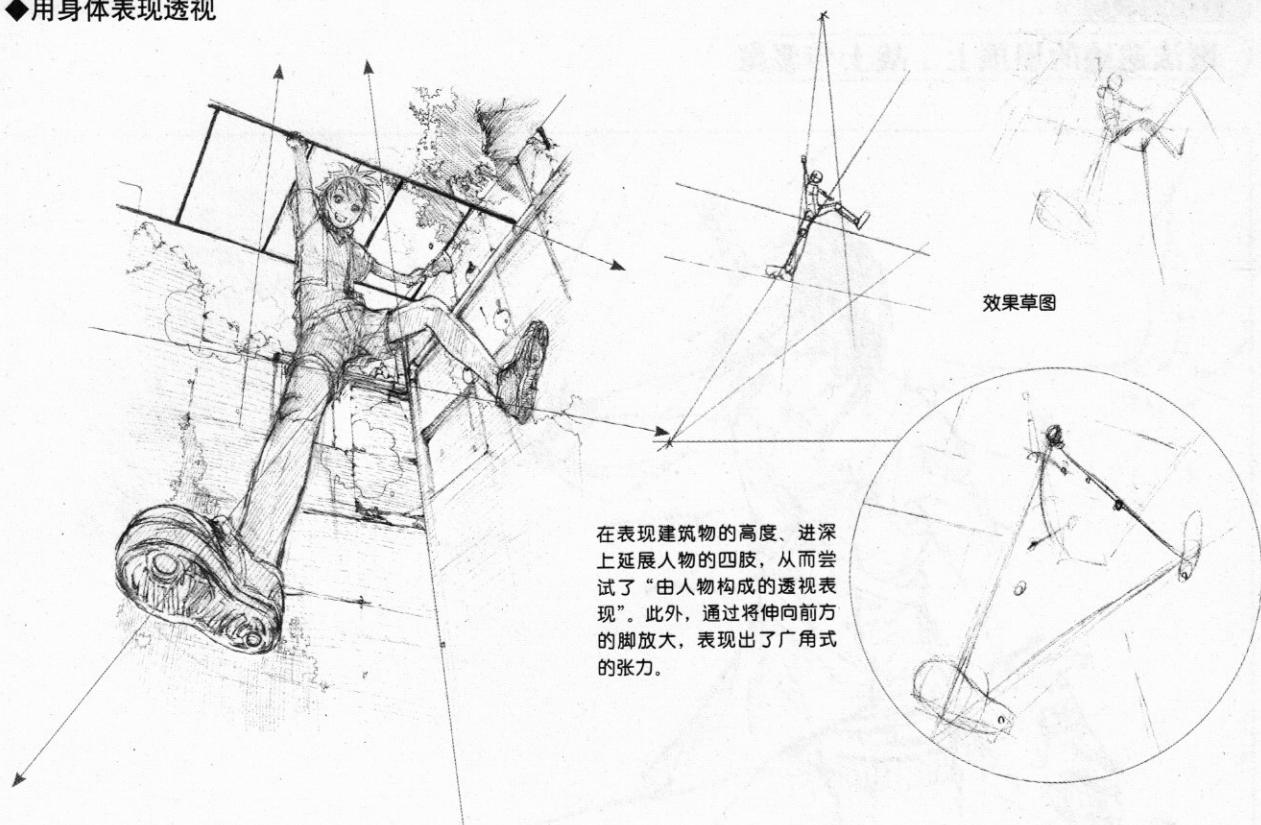 ◆用身体表现透视
效果草图
在表现建筑物的高度、进深
上延展人物的四肢，从而尝
试了“由人物构成的透视表
现”。此外，通过将伸向前方
的脚放大，表现出了广角式
的张力。